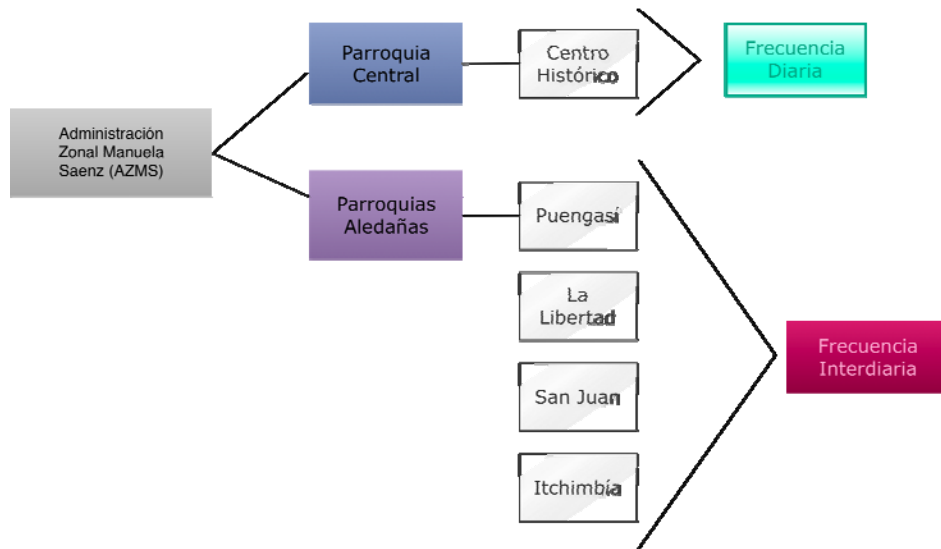 Parroquia
Central
Centro
Histórico
Frecuencia
Diaria
Administración
Zonal Manuela
Saenz (AZMS)
Parroquias
Aledañas
Puengasí
La
Libertad
San Juan
Itchimbía
Frecuencia
Interdiaria